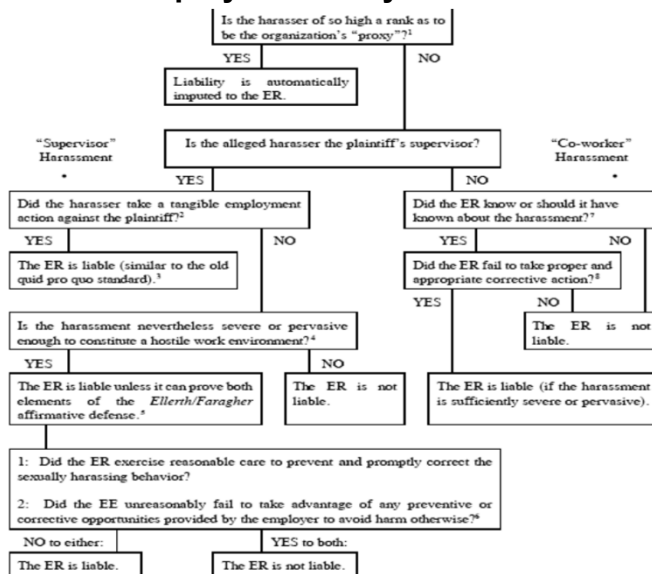 Is the harasser of so high a rank as to
be the organization's "proxy"?¹
YES
NO
Liability is automatically
imputed to the ER.
"Supervisor"
Harassment
Is the alleged harasser the plaintiff's supervisor?
"Co-worker"
Harassment
YES
NO
Did the harasser take a tangible employment
action against the plaintiff?²
Did the ER know or should it have
known about the harassment?⁷
YES
NO
YES
NO
The ER is liable (similar to the old
quid pro quo standard).³
Did the ER fail to take proper and
appropriate corrective action?⁸
YES
NO
The ER is not
liable.
Is the harassment nevertheless severe or pervasive
enough to constitute a hostile work environment?⁴
YES
NO
The ER is liable unless it can prove both
elements of the Ellerth/Faragher
affirmative defense.⁵
The ER is not
liable.
The ER is liable (if the harassment
is sufficiently severe or pervasive).
1: Did the ER exercise reasonable care to prevent and promptly correct the
sexually harassing behavior?
2: Did the EE unreasonably fail to take advantage of any preventive or
corrective opportunities provided by the employer to avoid harm otherwise?⁶
NO to either:
YES to both:
The ER is liable.
The ER is not liable.